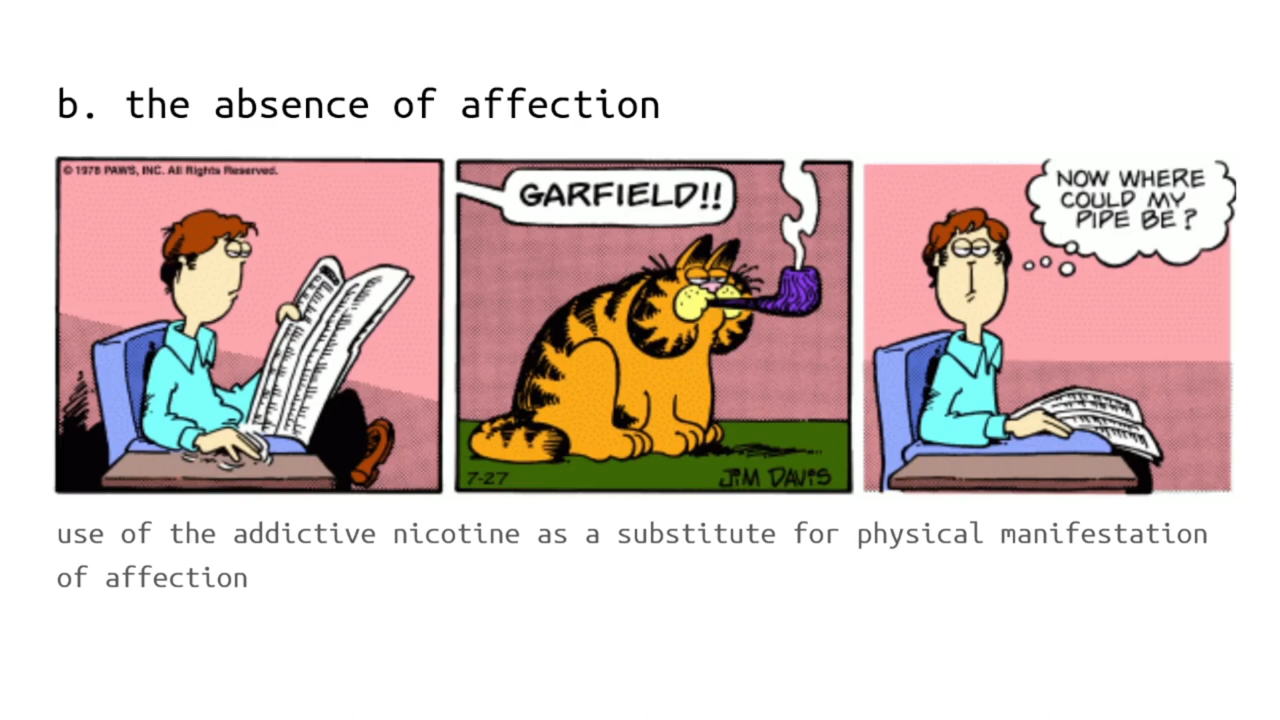 b. the absence of affection
© 1978 PAWS, INC. All Rights Reserved.
GARFIELD!!
7-27
JIM DAVIS
NOW WHERE
COULD MY
PIPE BE?
use of the addictive nicotine as a substitute for physical manifestation
of affection